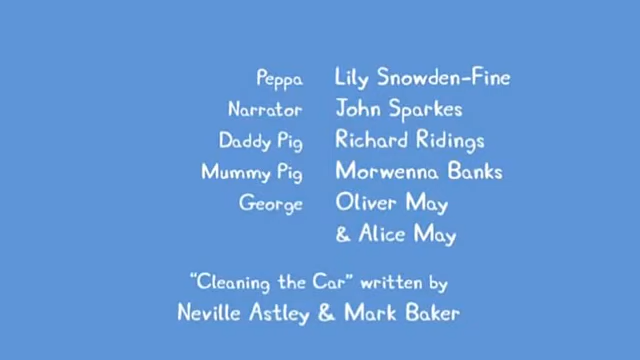 Peppa Lily Snowden-Fine
Narrator John Sparkes
Daddy Pig Richard Ridings
Mummy Pig Morwenna Banks
George Oliver May
& Alice May
"Cleaning the Car" written by
Neville Astley & Mark Baker